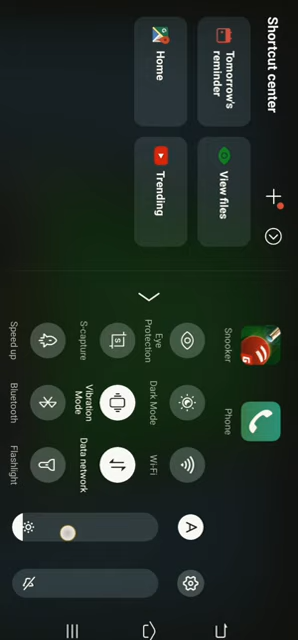 Shortcut center
Tomorrow's
reminder
View files
Home
Trending
Snooker
Phone
Eye
Protection
Dark Mode
Wi-Fi
S-capture
Vibration
Mode
Data network
Speed up
Bluetooth
Flashlight
A